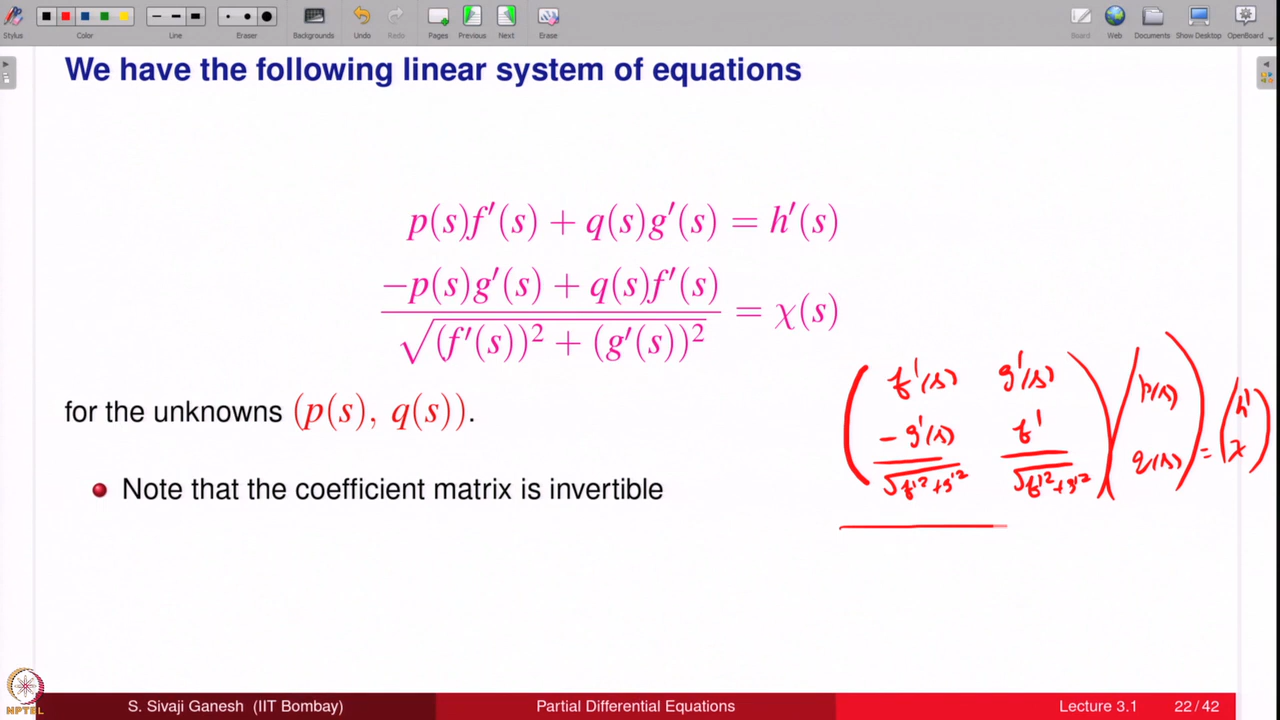 Stylus Color Line Eraser Backgrounds Undo Redo Pages Previous Next Erase Board Web Documents Show Desktop OpenBoard
We have the following linear system of equations
p(s)f′(s) + q(s)g′(s) = h′(s)
(−p(s)g′(s) + q(s)f′(s)) / √((f′(s))² + (g′(s))²) = χ(s)
for the unknowns (p(s), q(s)).
f′(s) g′(s) p(s) h′
−g′(s)/√(f′²+g′²) f′/√(f′²+g′²) q(s) = χ
Note that the coefficient matrix is invertible
NPTEL
S. Sivaji Ganesh (IIT Bombay) Partial Differential Equations Lecture 3.1 22 / 42